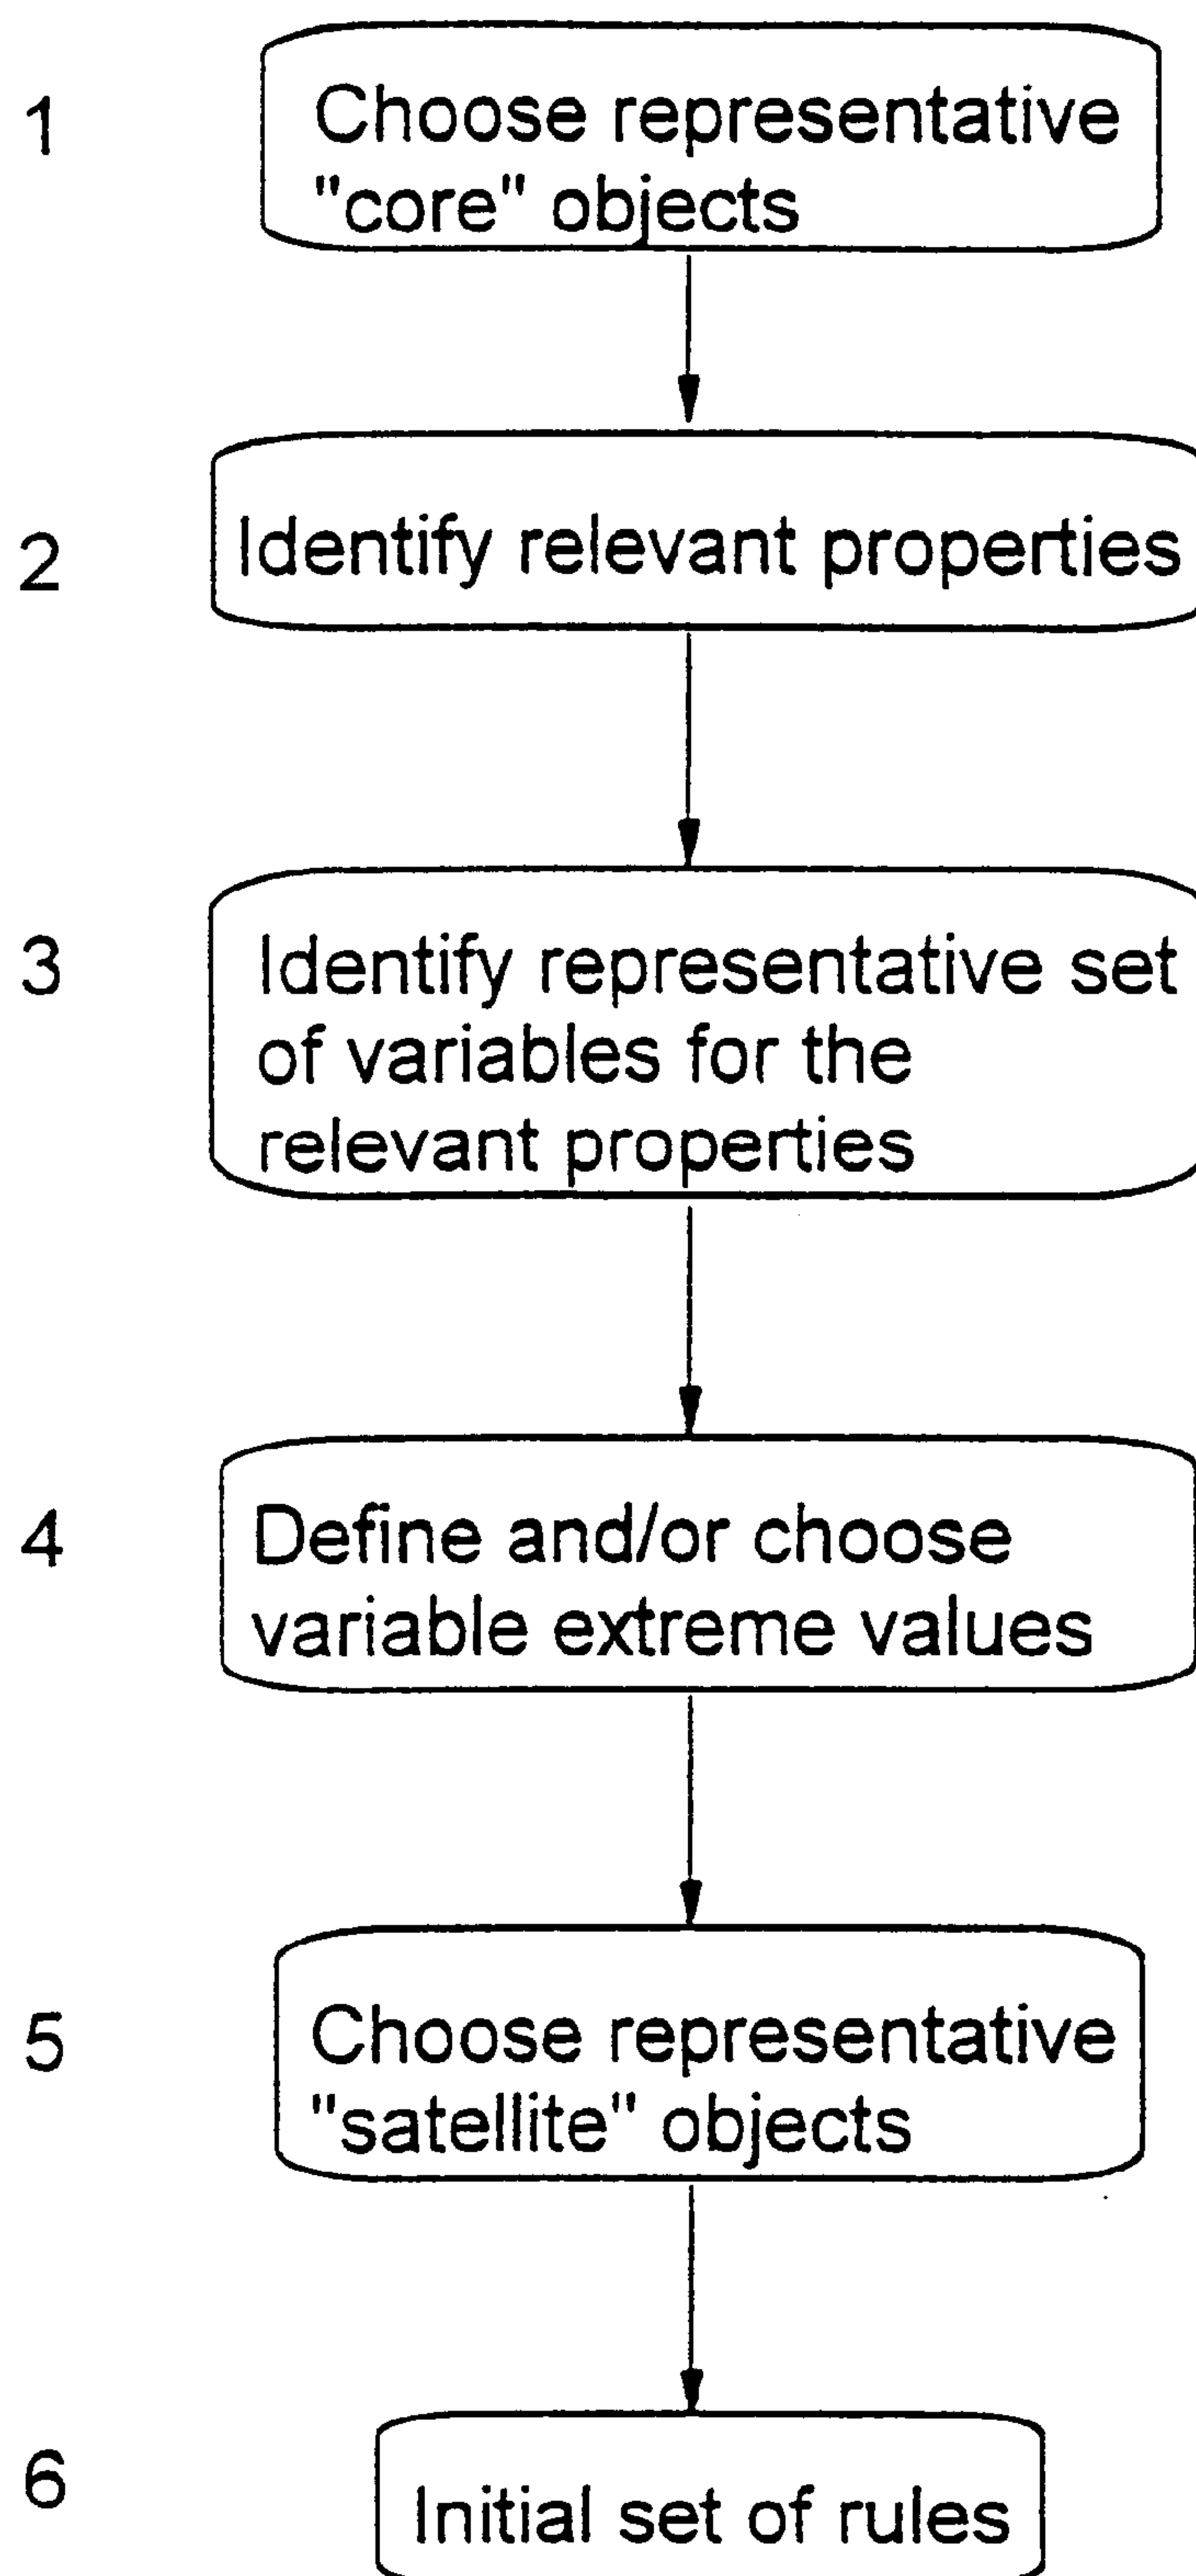 1
Choose representative
"core" objects
2
Identify relevant properties
3
Identify representative set
of variables for the
relevant properties
4
Define and/or choose
variable extreme values
5
Choose representative
"satellite" objects
6
Initial set of rules